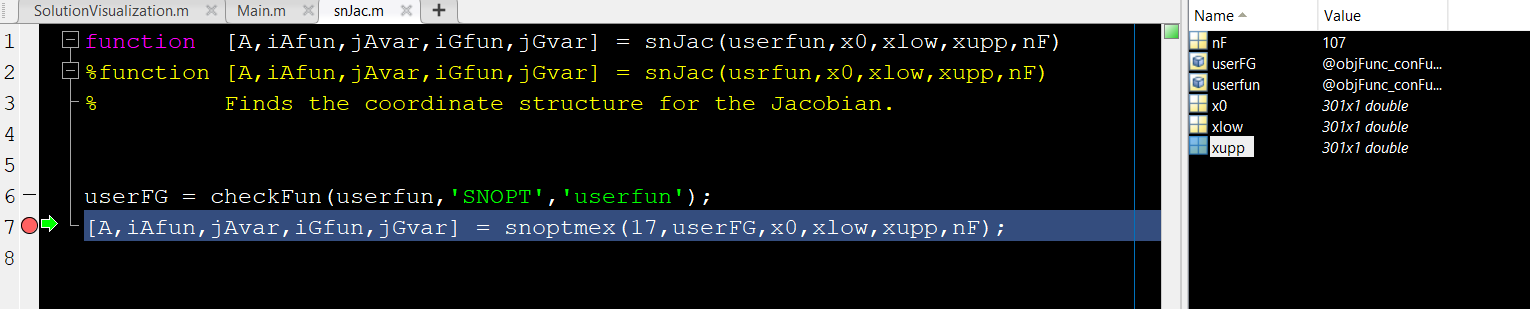 SolutionVisualization.m × Main.m × snJac.m × +
1 function [A,iAfun,jAvar,iGfun,jGvar] = snJac(userfun,x0,xlow,xupp,nF)
2 %function [A,iAfun,jAvar,iGfun,jGvar] = snJac(usrfun,x0,xlow,xupp,nF)
3 % Finds the coordinate structure for the Jacobian.
4
5
6 userFG = checkFun(userfun,'SNOPT','userfun');
7 [A,iAfun,jAvar,iGfun,jGvar] = snoptmex(17,userFG,x0,xlow,xupp,nF);
8
Name Value
nF 107
userFG @objFunc_conFu...
userfun @objFunc_conFu...
x0 301x1 double
xlow 301x1 double
xupp 301x1 double